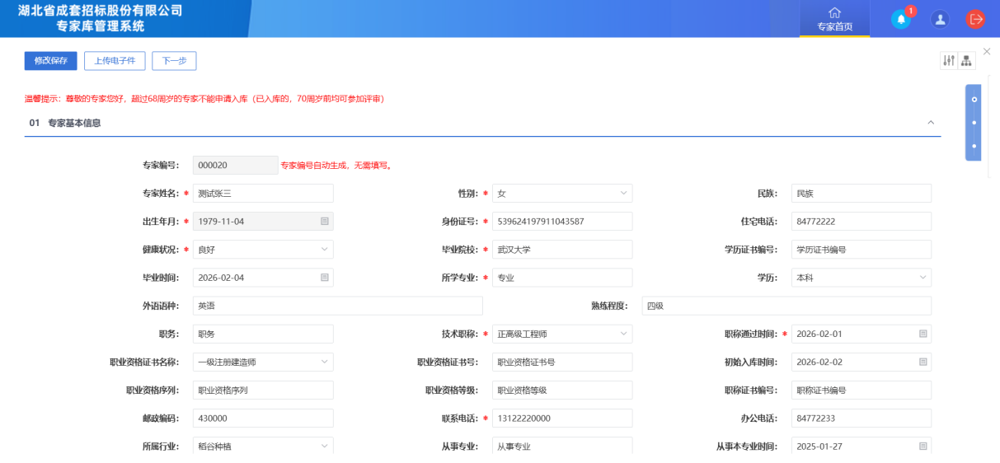 湖北省成套招标股份有限公司
专家库管理系统
专家首页
1
修改保存 上传电子件 下一步
温馨提示：尊敬的专家您好，超过68周岁的专家不能申请入库（已入库的，70周岁前均可参加评审）
01 专家基本信息
专家编号： 000020 专家编号自动生成，无需填写。
专家姓名： * 测试张三 性别： * 女 民族： 民族
出生年月： * 1979-11-04 身份证号： * 539624197911043587 住宅电话： 84772222
健康状况： * 良好 毕业院校： * 武汉大学 学历证书编号： 学历证书编号
毕业时间： 2026-02-04 所学专业： * 专业 学历： 本科
外语语种： 英语 熟练程度： 四级
职务： 职务 技术职称： * 正高级工程师 职称通过时间： * 2026-02-01
职业资格证书名称： 一级注册建造师 职业资格证书号： 职业资格证书号 初始入库时间： 2026-02-02
职业资格序列： 职业资格序列 职业资格等级： 职业资格等级 职称证书编号： 职称证书编号
邮政编码： 430000 联系电话： * 13122220000 办公电话： 84772233
所属行业： 稻谷种植 从事专业： 从事专业 从事本专业时间： 2025-01-27